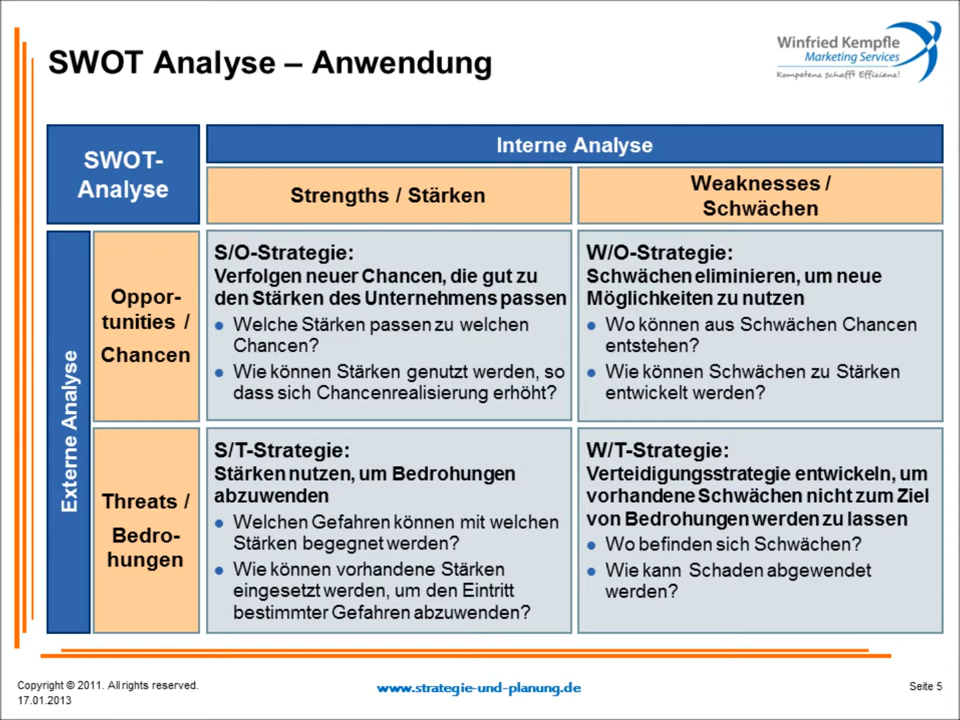 SWOT Analyse – Anwendung
Winfried Kempfle
Marketing Services
Kompetenz schafft Effizienz!
SWOT-
Analyse
Interne Analyse
Strengths / Stärken
Weaknesses /
Schwächen
Externe Analyse
Oppor-
tunities /
Chancen
S/O-Strategie:
Verfolgen neuer Chancen, die gut zu
den Stärken des Unternehmens passen
• Welche Stärken passen zu welchen
Chancen?
• Wie können Stärken genutzt werden, so
dass sich Chancenrealisierung erhöht?
W/O-Strategie:
Schwächen eliminieren, um neue
Möglichkeiten zu nutzen
• Wo können aus Schwächen Chancen
entstehen?
• Wie können Schwächen zu Stärken
entwickelt werden?
Threats /
Bedro-
hungen
S/T-Strategie:
Stärken nutzen, um Bedrohungen
abzuwenden
• Welchen Gefahren können mit welchen
Stärken begegnet werden?
• Wie können vorhandene Stärken
eingesetzt werden, um den Eintritt
bestimmter Gefahren abzuwenden?
W/T-Strategie:
Verteidigungsstrategie entwickeln, um
vorhandene Schwächen nicht zum Ziel
von Bedrohungen werden zu lassen
• Wo befinden sich Schwächen?
• Wie kann Schaden abgewendet
werden?
Copyright © 2011. All rights reserved.
17.01.2013
www.strategie-und-planung.de
Seite 5